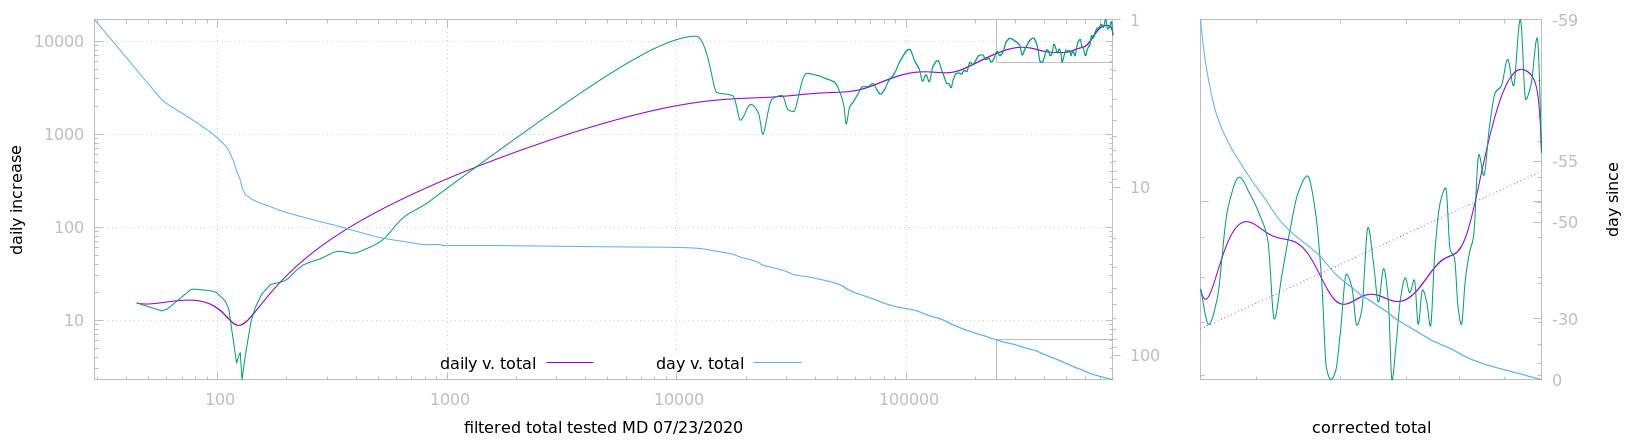 10000
1000
100
10
daily increase
daily v. total
day v. total
100
1000
10000
100000
filtered total tested MD 07/23/2020
1
10
100
-59
-55
-50
-30
0
day since
corrected total